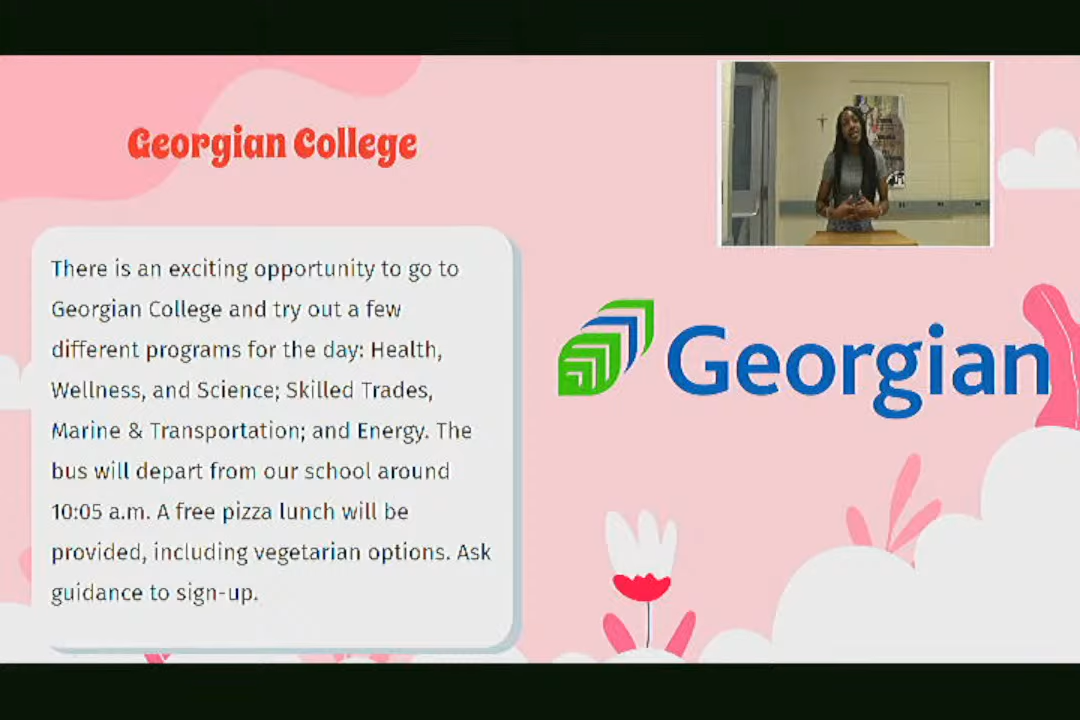 Georgian College
There is an exciting opportunity to go to
Georgian College and try out a few
different programs for the day: Health,
Wellness, and Science; Skilled Trades,
Marine & Transportation; and Energy. The
bus will depart from our school around
10:05 a.m. A free pizza lunch will be
provided, including vegetarian options. Ask
guidance to sign-up.
Georgian